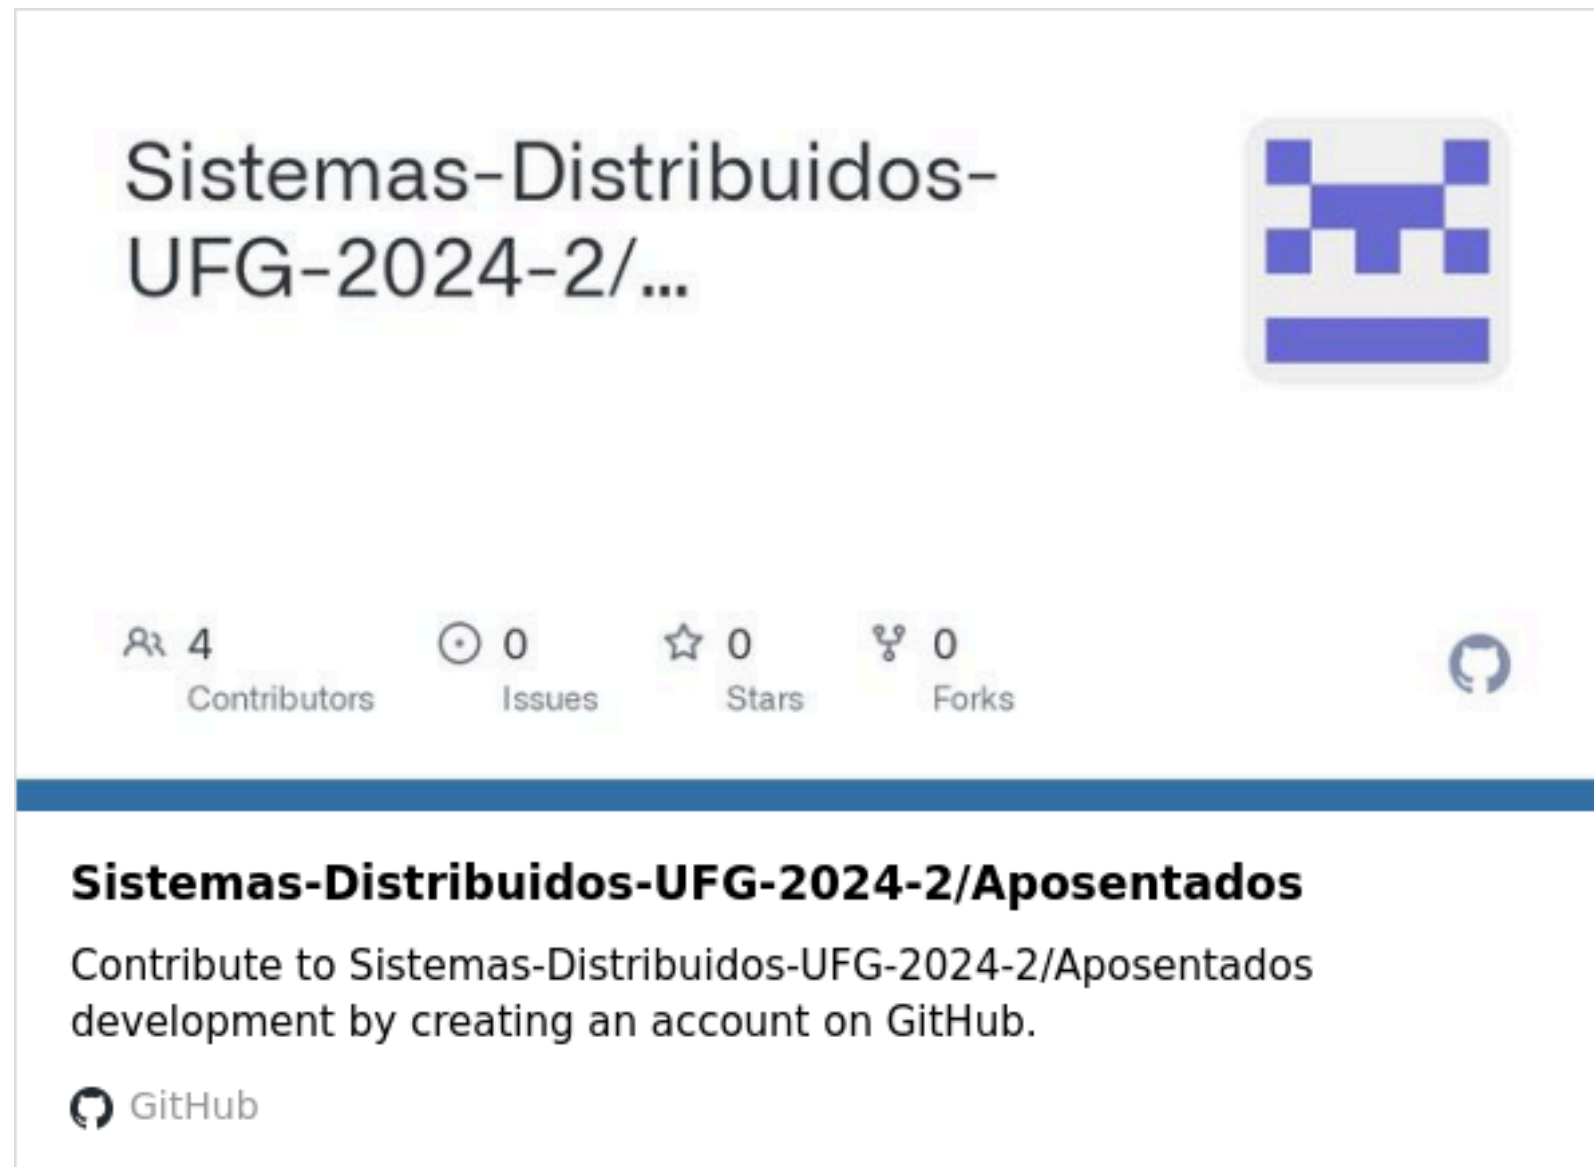 Sistemas-Distribuidos-
UFG-2024-2/...
4
Contributors
0
Issues
0
Stars
0
Forks
Sistemas-Distribuidos-UFG-2024-2/Aposentados
Contribute to Sistemas-Distribuidos-UFG-2024-2/Aposentados
development by creating an account on GitHub.
GitHub